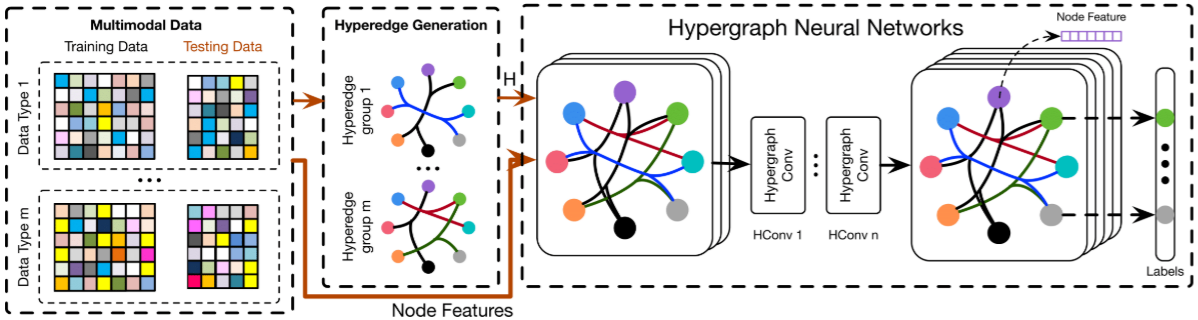 Multimodal Data
Training Data
Testing Data
Data Type 1
...
Data Type m
Hyperedge Generation
Hyperedge
group 1
...
Hyperedge
group m
H
Node Features
Hypergraph Neural Networks
Hypergraph
Conv
HConv 1
...
Hypergraph
Conv
HConv n
Node Feature
Labels